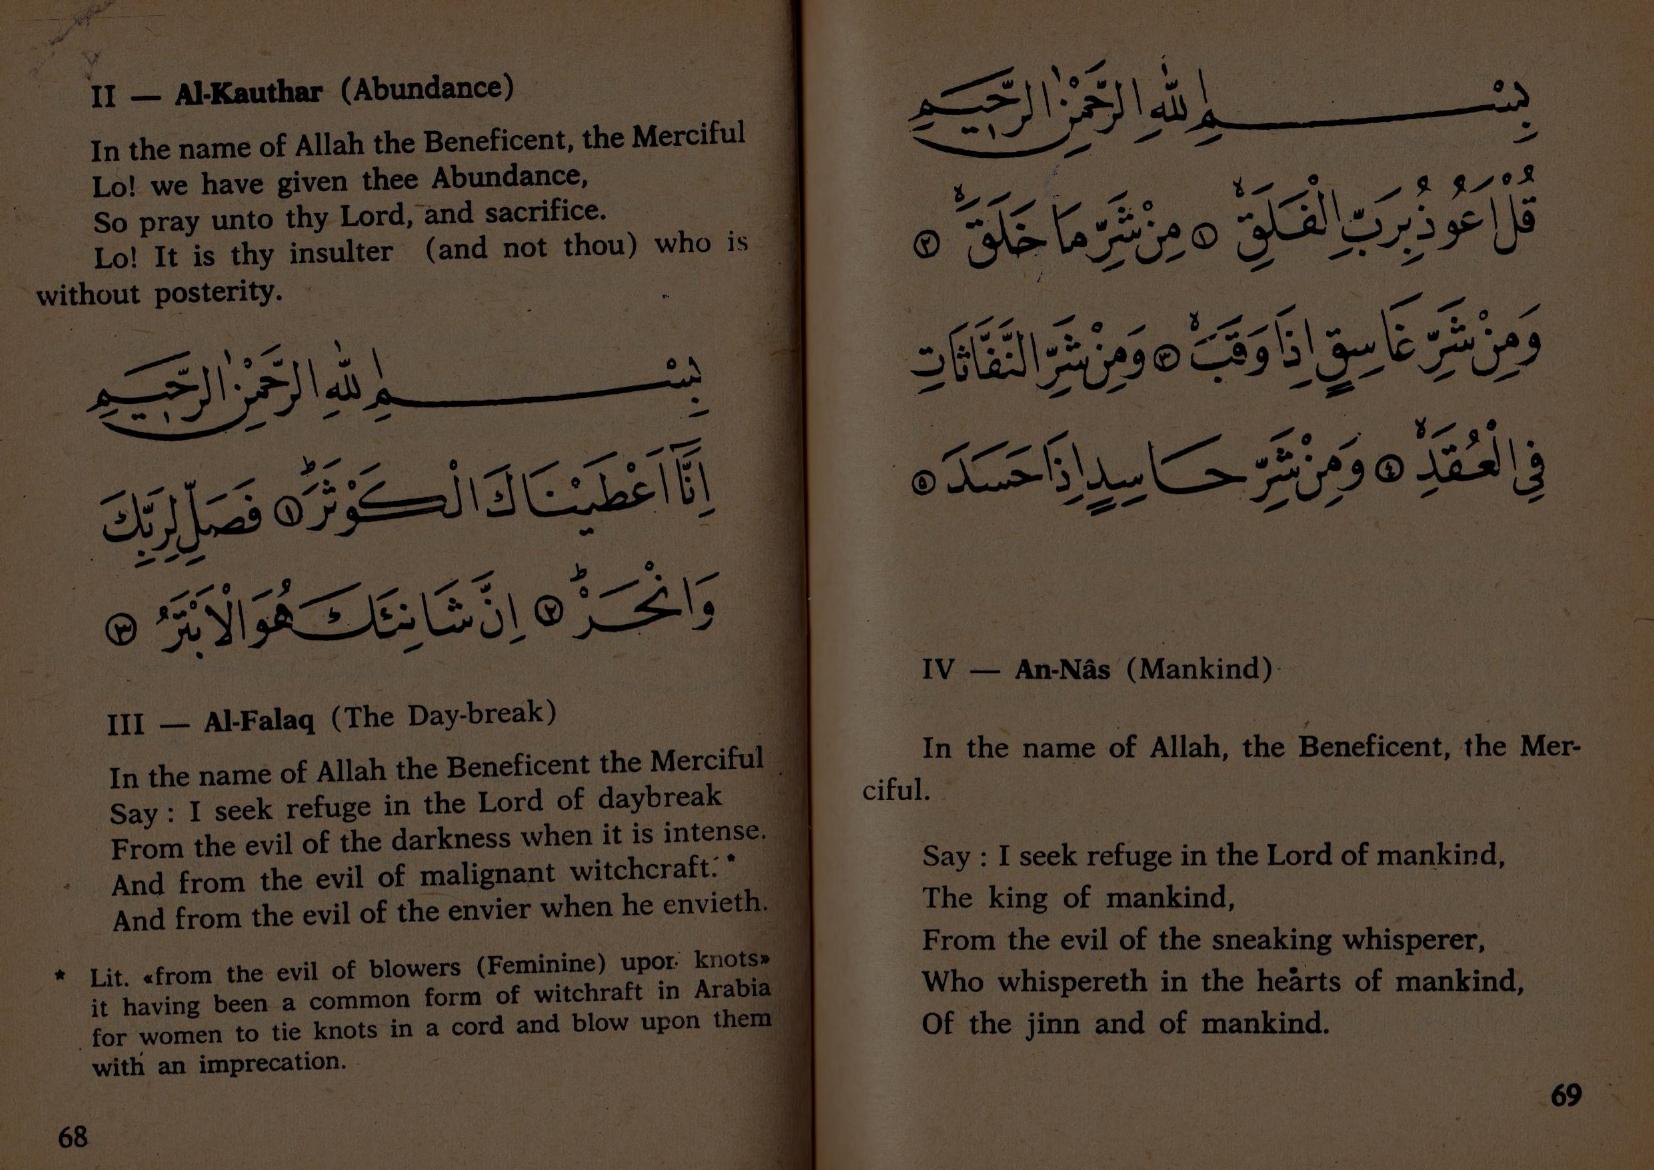 II — Al-Kauthar (Abundance)
In the name of Allah the Beneficent, the Merciful
Lo! we have given thee Abundance,
So pray unto thy Lord, and sacrifice.
Lo! It is thy insulter (and not thou) who is
without posterity.
بِسْمِ اللّٰهِ الرَّحْمٰنِ الرَّحِيْمِ
اِنَّآ اَعْطَيْنَاكَ الْكَوْثَرَ ۝١ فَصَلِّ لِرَبِّكَ
وَانْحَرْ ۝٢ اِنَّ شَانِئَكَ هُوَ الْاَبْتَرُ ۝٣
III — Al-Falaq (The Day-break)
In the name of Allah the Beneficent the Merciful
Say : I seek refuge in the Lord of daybreak
From the evil of the darkness when it is intense.
And from the evil of malignant witchcraft. *
And from the evil of the envier when he envieth.
* Lit. «from the evil of blowers (Feminine) upon knots»
it having been a common form of witchraft in Arabia
for women to tie knots in a cord and blow upon them
with an imprecation.
68
بِسْمِ اللّٰهِ الرَّحْمٰنِ الرَّحِيْمِ
قُلْ اَعُوْذُ بِرَبِّ الْفَلَقِ ۝١ مِنْ شَرِّ مَا خَلَقَ ۝٢
وَمِنْ شَرِّ غَاسِقٍ اِذَا وَقَبَ ۝٣ وَمِنْ شَرِّ النَّفَّاثَاتِ
فِي الْعُقَدِ ۝٤ وَمِنْ شَرِّ حَاسِدٍ اِذَا حَسَدَ ۝٥
IV — An-Nâs (Mankind)
In the name of Allah, the Beneficent, the Mer-
ciful.
Say : I seek refuge in the Lord of mankind,
The king of mankind,
From the evil of the sneaking whisperer,
Who whispereth in the hearts of mankind,
Of the jinn and of mankind.
69